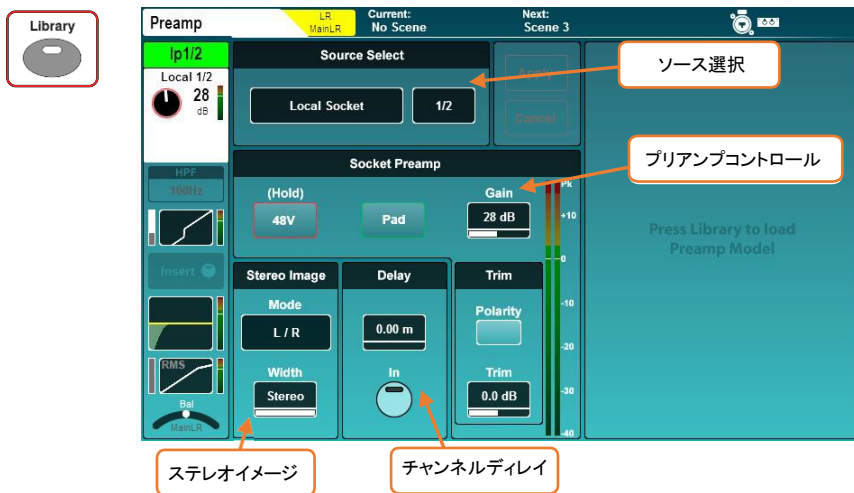 Library
Preamp
LR
MainLR
Current:
No Scene
Next:
Scene 3
Ip1/2
Local 1/2
28
dB
HPF
100Hz
Insert
RMS
Bal
MainLR
Source Select
Local Socket
1/2
Apply
Cancel
ソース選択
Socket Preamp
(Hold)
48V
Pad
Gain
28 dB
プリアンプコントロール
Pk
+10
0
-10
-20
-30
-40
Press Library to load
Preamp Model
Stereo Image
Mode
L / R
Width
Stereo
Delay
0.00 m
In
Trim
Polarity
Trim
0.0 dB
ステレオイメージ
チャンネルディレイ